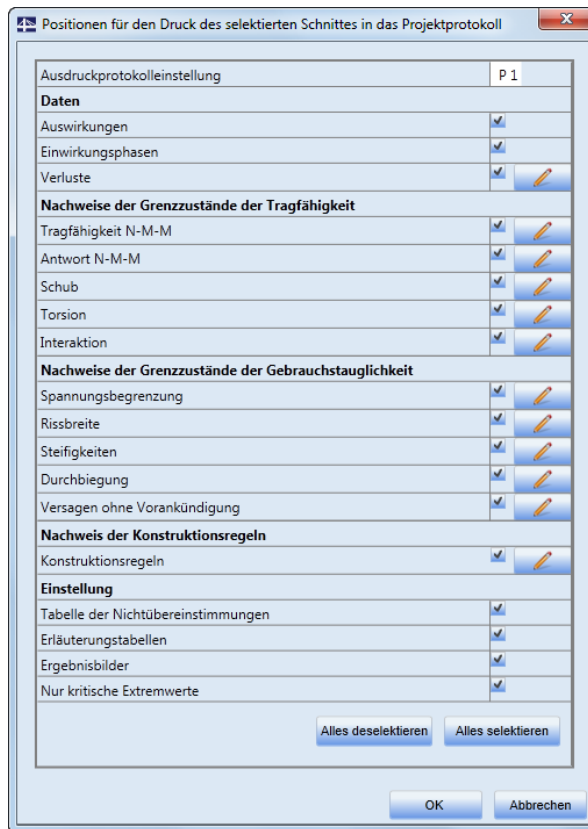 Positionen für den Druck des selektierten Schnittes in das Projektprotokoll
Ausdruckprotokolleinstellung P 1
Daten
Auswirkungen
Einwirkungsphasen
Verluste
Nachweise der Grenzzustände der Tragfähigkeit
Tragfähigkeit N-M-M
Antwort N-M-M
Schub
Torsion
Interaktion
Nachweise der Grenzzustände der Gebrauchstauglichkeit
Spannungsbegrenzung
Rissbreite
Steifigkeiten
Durchbiegung
Versagen ohne Vorankündigung
Nachweis der Konstruktionsregeln
Konstruktionsregeln
Einstellung
Tabelle der Nichtübereinstimmungen
Erläuterungstabellen
Ergebnisbilder
Nur kritische Extremwerte
Alles deselektieren Alles selektieren
OK Abbrechen